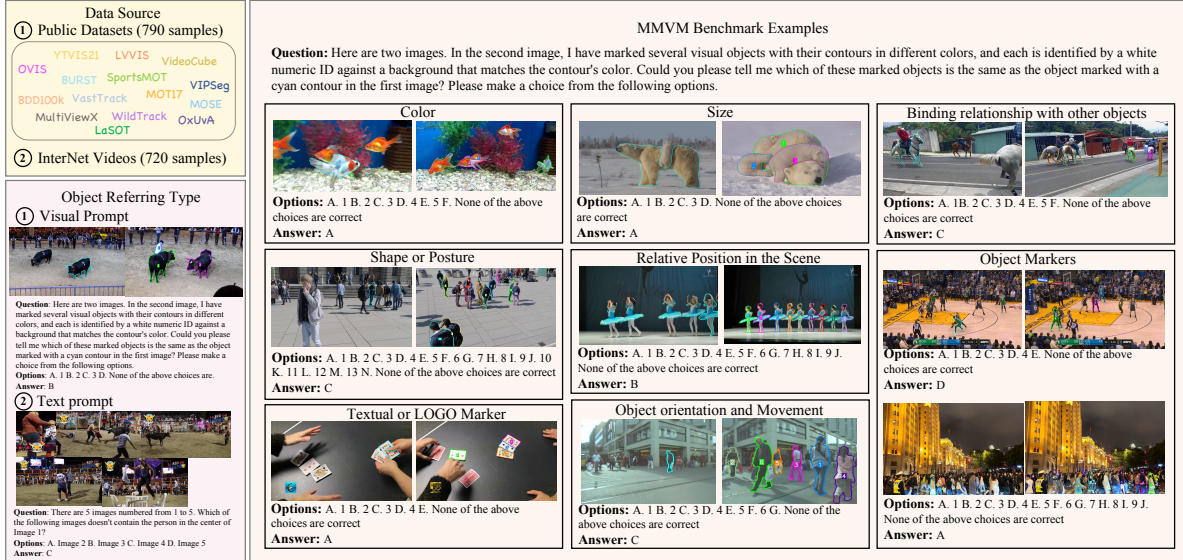 Data Source
1 Public Datasets (790 samples)
YTVIS21 LVVIS VideoCube
OVIS
BURST SportsMOT VIPSeg
BDD100k VastTrack MOT17 MOSE
MultiViewX WildTrack OxUvA
LaSOT
2 InterNet Videos (720 samples)
Object Referring Type
1 Visual Prompt
Question: Here are two images. In the second image, I have
marked several visual objects with their contours in different
colors, and each is identified by a white numeric ID against a
background that matches the contour's color. Could you please
tell me which of these marked objects is the same as the object
marked with a cyan contour in the first image? Please make a
choice from the following options.
Options: A. 1 B. 2 C. 3 D. None of the above choices are.
Answer: B
2 Text prompt
Question: There are 5 images numbered from 1 to 5. Which of
the following images doesn't contain the person in the center of
Image 1?
Options: A. Image 2 B. Image 3 C. Image 4 D. Image 5
Answer: C
MMVM Benchmark Examples
Question: Here are two images. In the second image, I have marked several visual objects with their contours in different colors, and each is identified by a white
numeric ID against a background that matches the contour's color. Could you please tell me which of these marked objects is the same as the object marked with a
cyan contour in the first image? Please make a choice from the following options.
Color
Options: A. 1 B. 2 C. 3 D. 4 E. 5 F. None of the above
choices are correct
Answer: A
Size
Options: A. 1 B. 2 C. 3 D. None of the above choices
are correct
Answer: A
Binding relationship with other objects
Options: A. 1B. 2 C. 3 D. 4 E. 5 F. None of the above
choices are correct
Answer: C
Shape or Posture
Options: A. 1 B. 2 C. 3 D. 4 E. 5 F. 6 G. 7 H. 8 I. 9 J. 10
K. 11 L. 12 M. 13 N. None of the above choices are correct
Answer: C
Relative Position in the Scene
Options: A. 1 B. 2 C. 3 D. 4 E. 5 F. 6 G. 7 H. 8 I. 9 J.
None of the above choices are correct
Answer: B
Object Markers
Options: A. 1 B. 2 C. 3 D. 4 E. None of the above
choices are correct
Answer: D
Textual or LOGO Marker
Options: A. 1 B. 2 C. 3 D. 4 E. None of the above
choices are correct
Answer: A
Object orientation and Movement
Options: A. 1 B. 2 C. 3 D. 4 E. 5 F. 6 G. None of the
above choices are correct
Answer: C
Options: A. 1 B. 2 C. 3 D. 4 E. 5 F. 6 G. 7 H. 8 I. 9 J.
None of the above choices are correct
Answer: A